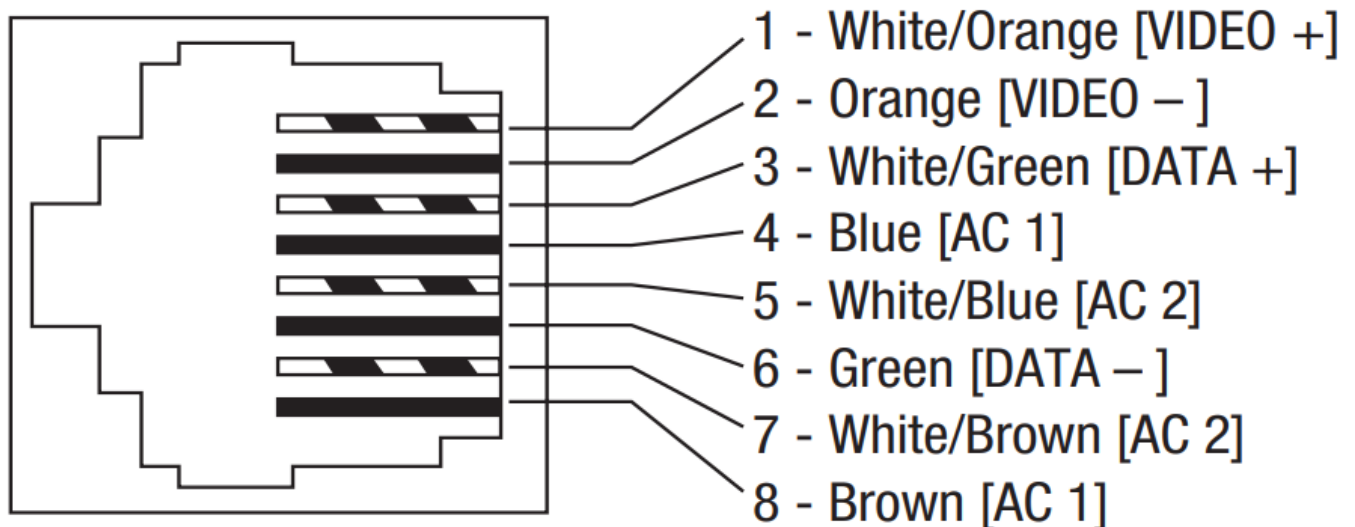 1 - White/Orange [VIDEO +]
2 - Orange [VIDEO – ]
3 - White/Green [DATA +]
4 - Blue [AC 1]
5 - White/Blue [AC 2]
6 - Green [DATA – ]
7 - White/Brown [AC 2]
8 - Brown [AC 1]